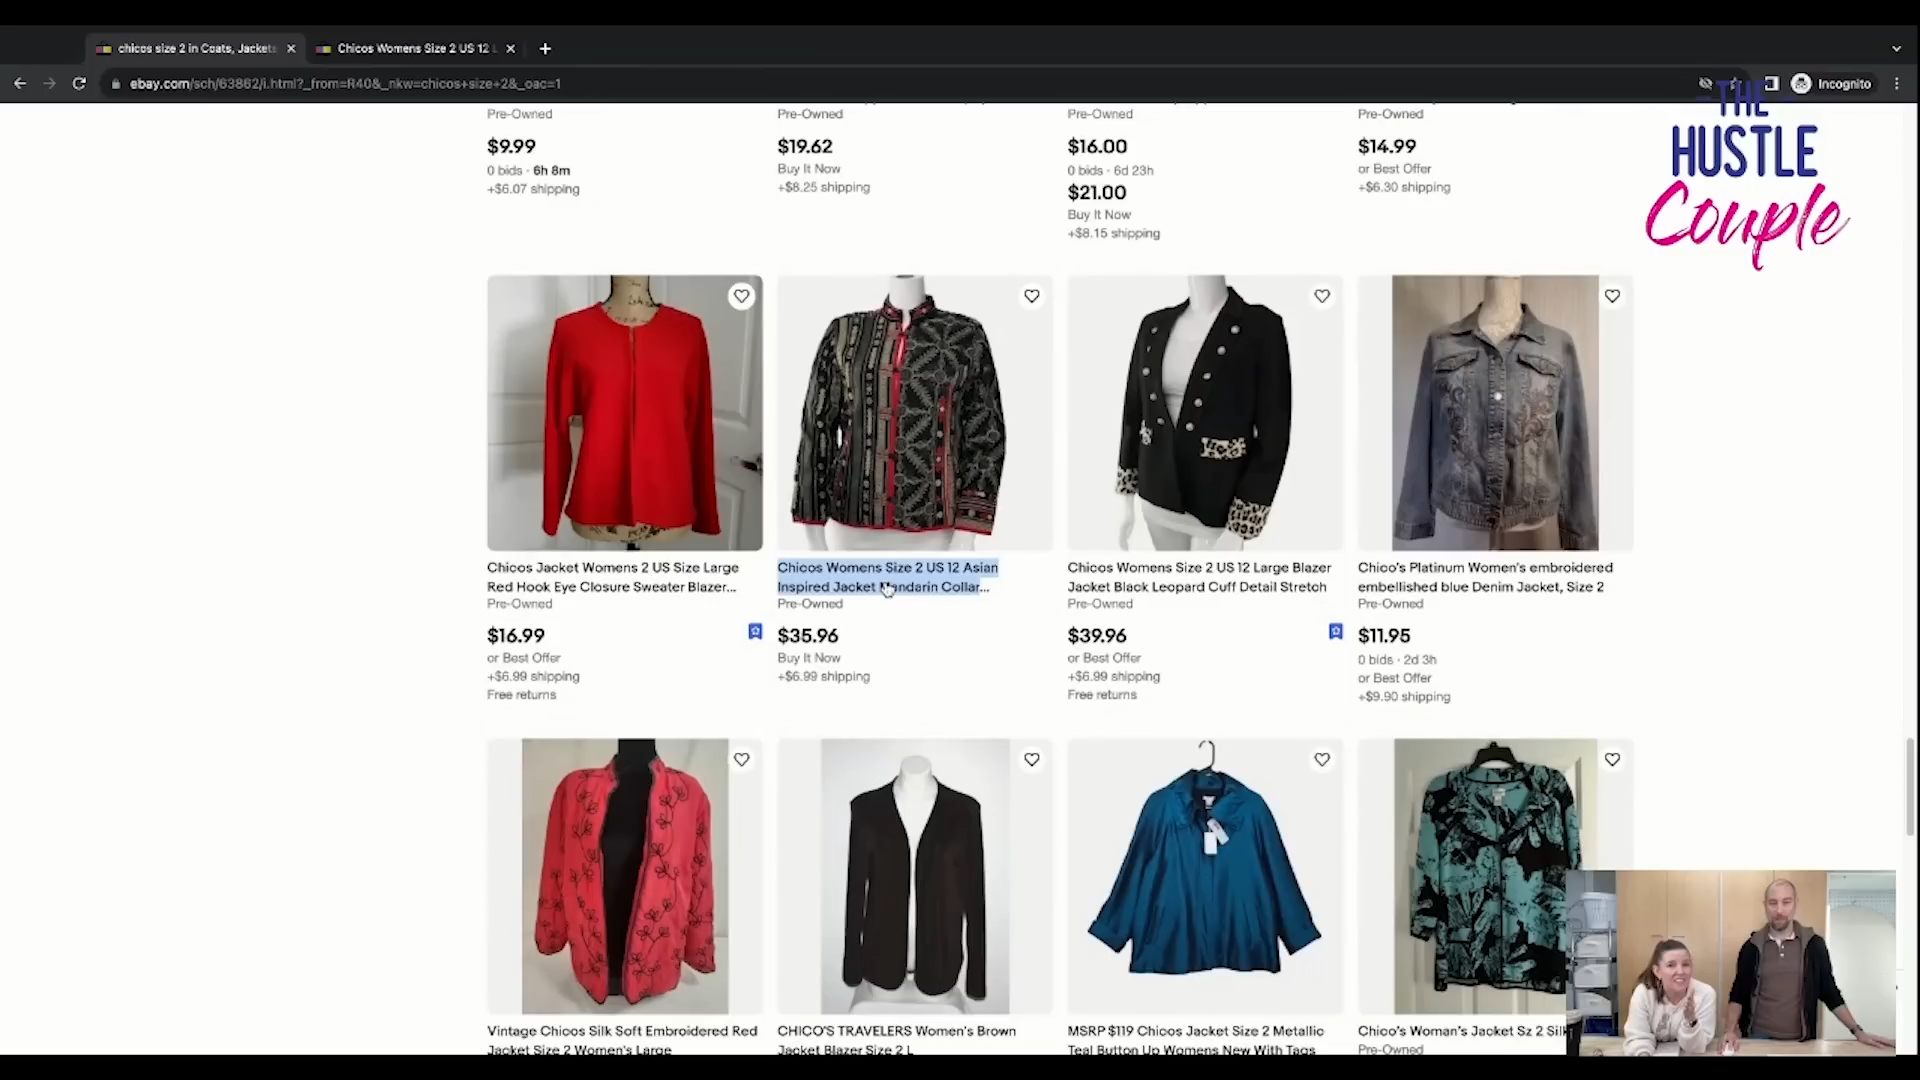 chicos size 2 in Coats, Jackets
Chicos Womens Size 2 US 12 L
ebay.com/sch/63862/i.html?_from=R40&_nkw=chicos+size+2&_oac=1
Incognito
THE
HUSTLE
Couple
Pre-Owned
$9.99
0 bids · 6h 8m
+$6.07 shipping
Pre-Owned
$19.62
Buy It Now
+$8.25 shipping
Pre-Owned
$16.00
0 bids · 6d 23h
$21.00
Buy It Now
+$8.15 shipping
Pre-Owned
$14.99
or Best Offer
+$6.30 shipping
Chicos Jacket Womens 2 US Size Large
Red Hook Eye Closure Sweater Blazer...
Pre-Owned
$16.99
or Best Offer
+$6.99 shipping
Free returns
Chicos Womens Size 2 US 12 Asian
Inspired Jacket Mandarin Collar...
Pre-Owned
$35.96
Buy It Now
+$6.99 shipping
Chicos Womens Size 2 US 12 Large Blazer
Jacket Black Leopard Cuff Detail Stretch
Pre-Owned
$39.96
or Best Offer
+$6.99 shipping
Free returns
Chico's Platinum Women's embroidered
embellished blue Denim Jacket, Size 2
Pre-Owned
$11.95
0 bids · 2d 3h
or Best Offer
+$9.90 shipping
Vintage Chicos Silk Soft Embroidered Red
Jacket Size 2 Women's Large
CHICO'S TRAVELERS Women's Brown
Jacket Blazer Size 2 L
MSRP $119 Chicos Jacket Size 2 Metallic
Teal Button Up Womens New With Tags
Chico's Woman's Jacket Sz 2 Silk
Pre-Owned